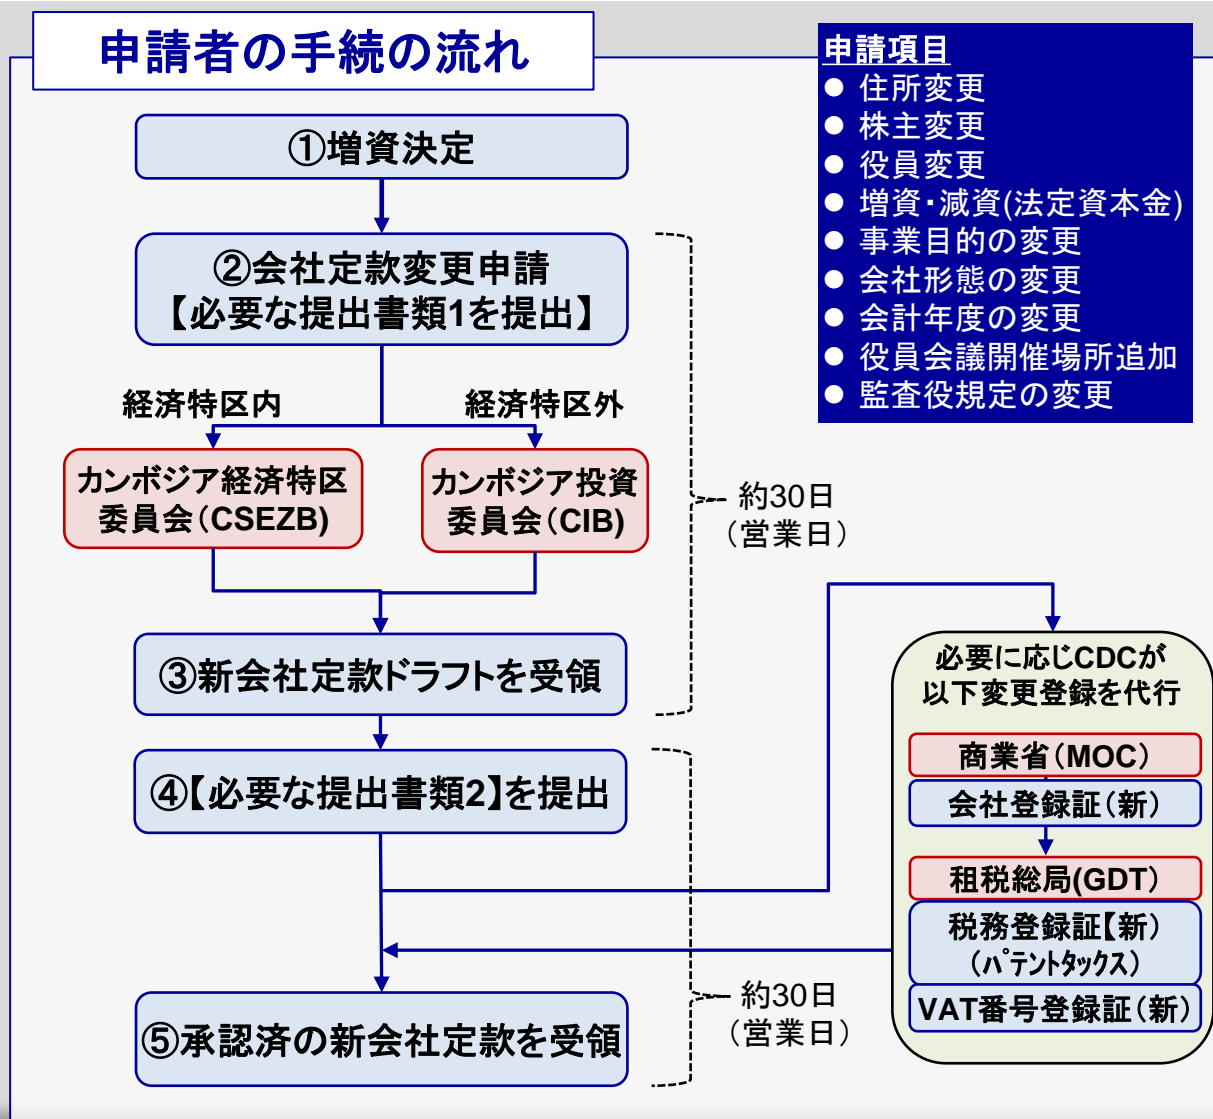 申請者の手続の流れ
申請項目
● 住所変更
● 株主変更
● 役員変更
● 増資・減資(法定資本金)
● 事業目的の変更
● 会社形態の変更
● 会計年度の変更
● 役員会議開催場所追加
● 監査役規定の変更
①増資決定
②会社定款変更申請
【必要な提出書類1を提出】
経済特区内
経済特区外
カンボジア経済特区
委員会（CSEZB)
カンボジア投資
委員会（CIB)
約30日
（営業日）
③新会社定款ドラフトを受領
④【必要な提出書類2】を提出
必要に応じCDCが
以下変更登録を代行
商業省（MOC）
会社登録証（新）
租税総局(GDT）
税務登録証【新）
（ﾊﾟﾃﾝﾄﾀｯｸｽ）
VAT番号登録証（新）
約30日
（営業日）
⑤承認済の新会社定款を受領